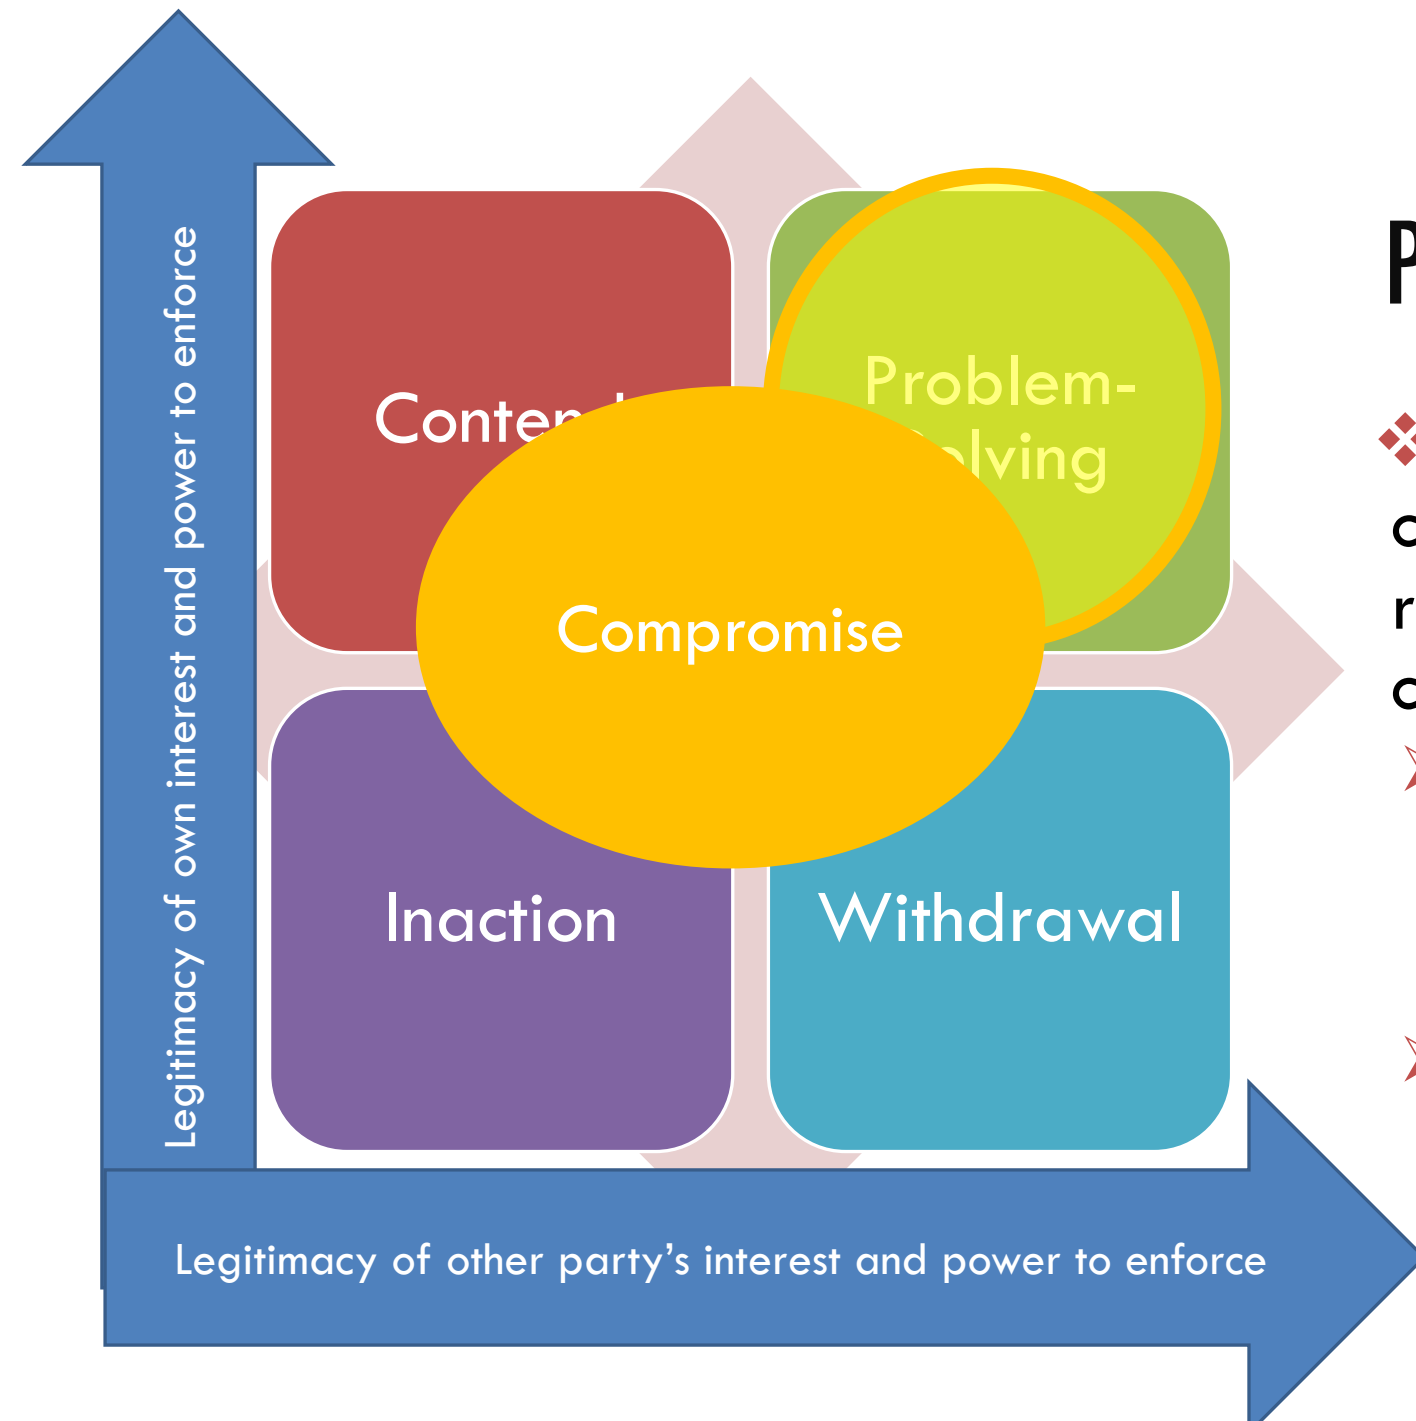 Legitimacy of own interest and power to enforce
Problem-
Compromise
Inaction
Withdrawal
Legitimacy of other party's interest and power to enforce